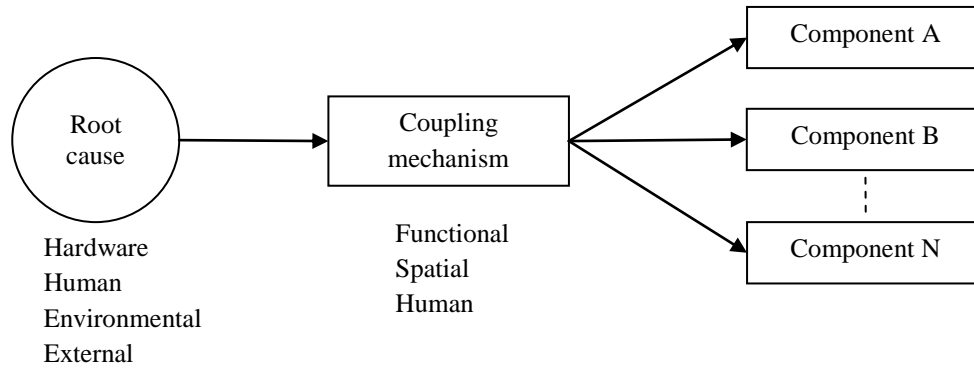 Root
cause
Hardware
Human
Environmental
External
Coupling
mechanism
Functional
Spatial
Human
Component A
Component B
Component N